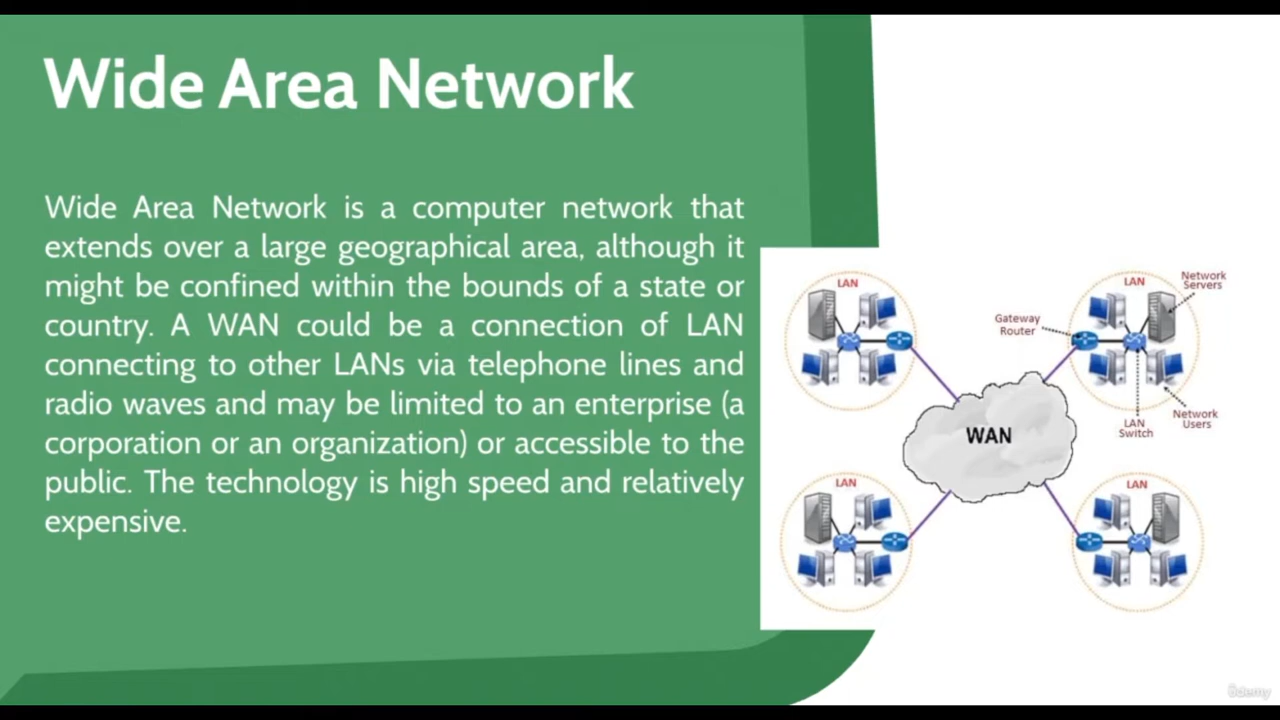 Wide Area Network
Wide Area Network is a computer network that
extends over a large geographical area, although it
might be confined within the bounds of a state or
country. A WAN could be a connection of LAN
connecting to other LANs via telephone lines and
radio waves and may be limited to an enterprise (a
corporation or an organization) or accessible to the
public. The technology is high speed and relatively
expensive.
LAN
LAN
Network
Servers
Gateway
Router
WAN
LAN
Switch
Network
Users
LAN
LAN
ûdemy